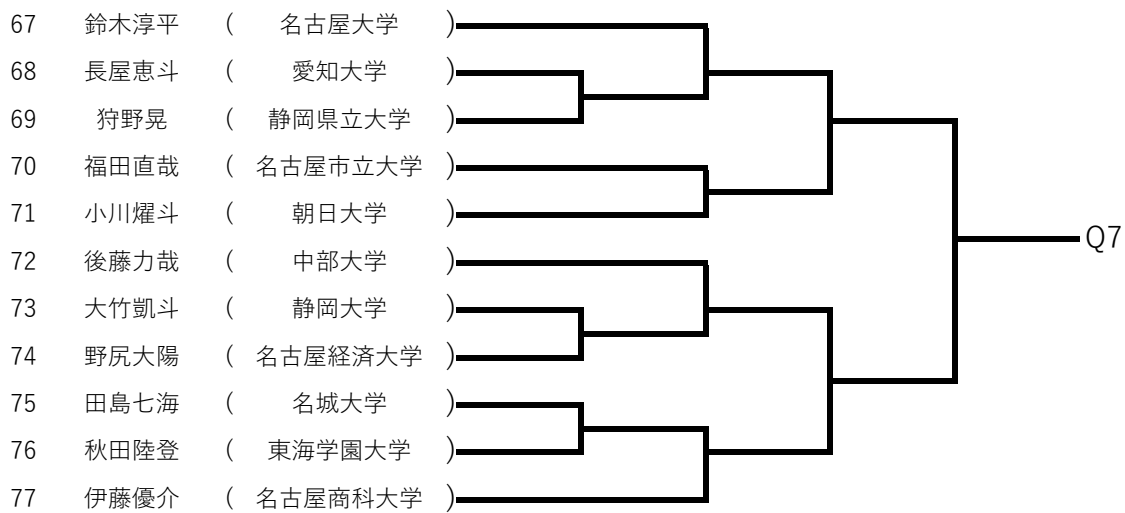 67 鈴木淳平 ( 名古屋大学 )
68 長屋恵斗 ( 愛知大学 )
69 狩野晃 ( 静岡県立大学 )
70 福田直哉 ( 名古屋市立大学 )
71 小川燿斗 ( 朝日大学 )
72 後藤力哉 ( 中部大学 )
Q7
73 大竹凱斗 ( 静岡大学 )
74 野尻大陽 ( 名古屋経済大学 )
75 田島七海 ( 名城大学 )
76 秋田陸登 ( 東海学園大学 )
77 伊藤優介 ( 名古屋商科大学 )